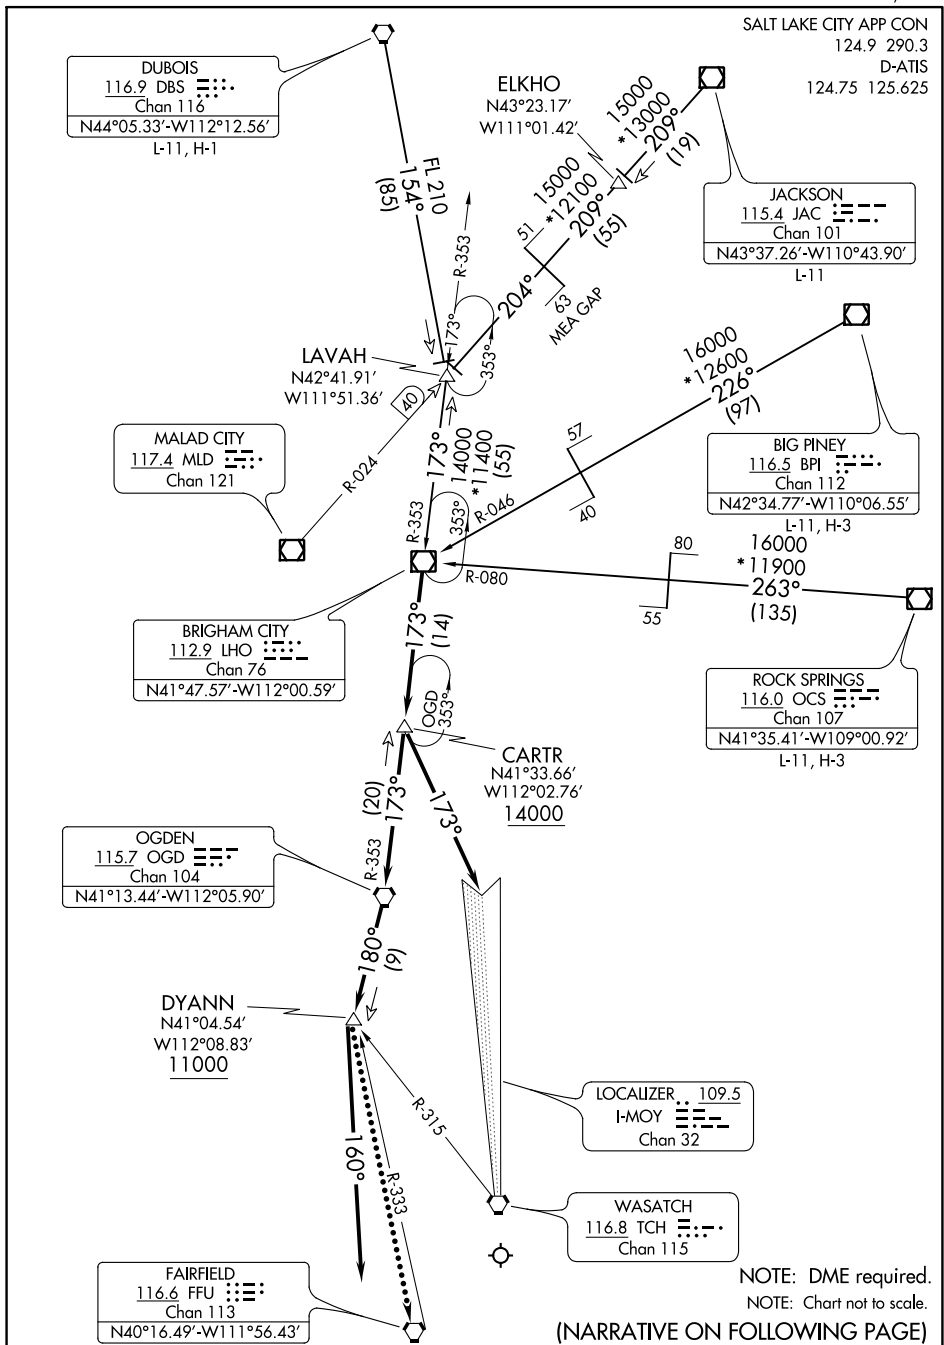 SALT LAKE CITY APP CON
124.9 290.3
D-ATIS
124.75 125.625
DUBOIS
116.9 DBS
Chan 116
N44°05.33'-W112°12.56'
L-11, H-1
ELKHO
N43°23.17'
W111°01.42'
15000
*13000
209°
(19)
JACKSON
115.4 JAC
Chan 101
N43°37.26'-W110°43.90'
L-11
FL 210
154°
(85)
R-353
15000
*12100
209°
(55)
51
63
MEA GAP
204°
173°
353°
LAVAH
N42°41.91'
W111°51.36'
40
R-024
MALAD CITY
117.4 MLD
Chan 121
16000
*12600
226°
(97)
57
40
R-046
BIG PINEY
116.5 BPI
Chan 112
N42°34.77'-W110°06.55'
L-11, H-3
173°
14000
*11400
(55)
R-353
353°
R-080
80
55
16000
*11900
263°
(135)
BRIGHAM CITY
112.9 LHO
Chan 76
N41°47.57'-W112°00.59'
ROCK SPRINGS
116.0 OCS
Chan 107
N41°35.41'-W109°00.92'
L-11, H-3
173°
(14)
OGD
353°
CARTR
N41°33.66'
W112°02.76'
14000
(20)
173°
R-353
173°
OGDEN
115.7 OGD
Chan 104
N41°13.44'-W112°05.90'
180°
(9)
DYANN
N41°04.54'
W112°08.83'
11000
LOCALIZER 109.5
I-MOY
Chan 32
R-315
160°
R-333
WASATCH
116.8 TCH
Chan 115
FAIRFIELD
116.6 FFU
Chan 113
N40°16.49'-W111°56.43'
NOTE: DME required.
NOTE: Chart not to scale.
(NARRATIVE ON FOLLOWING PAGE)